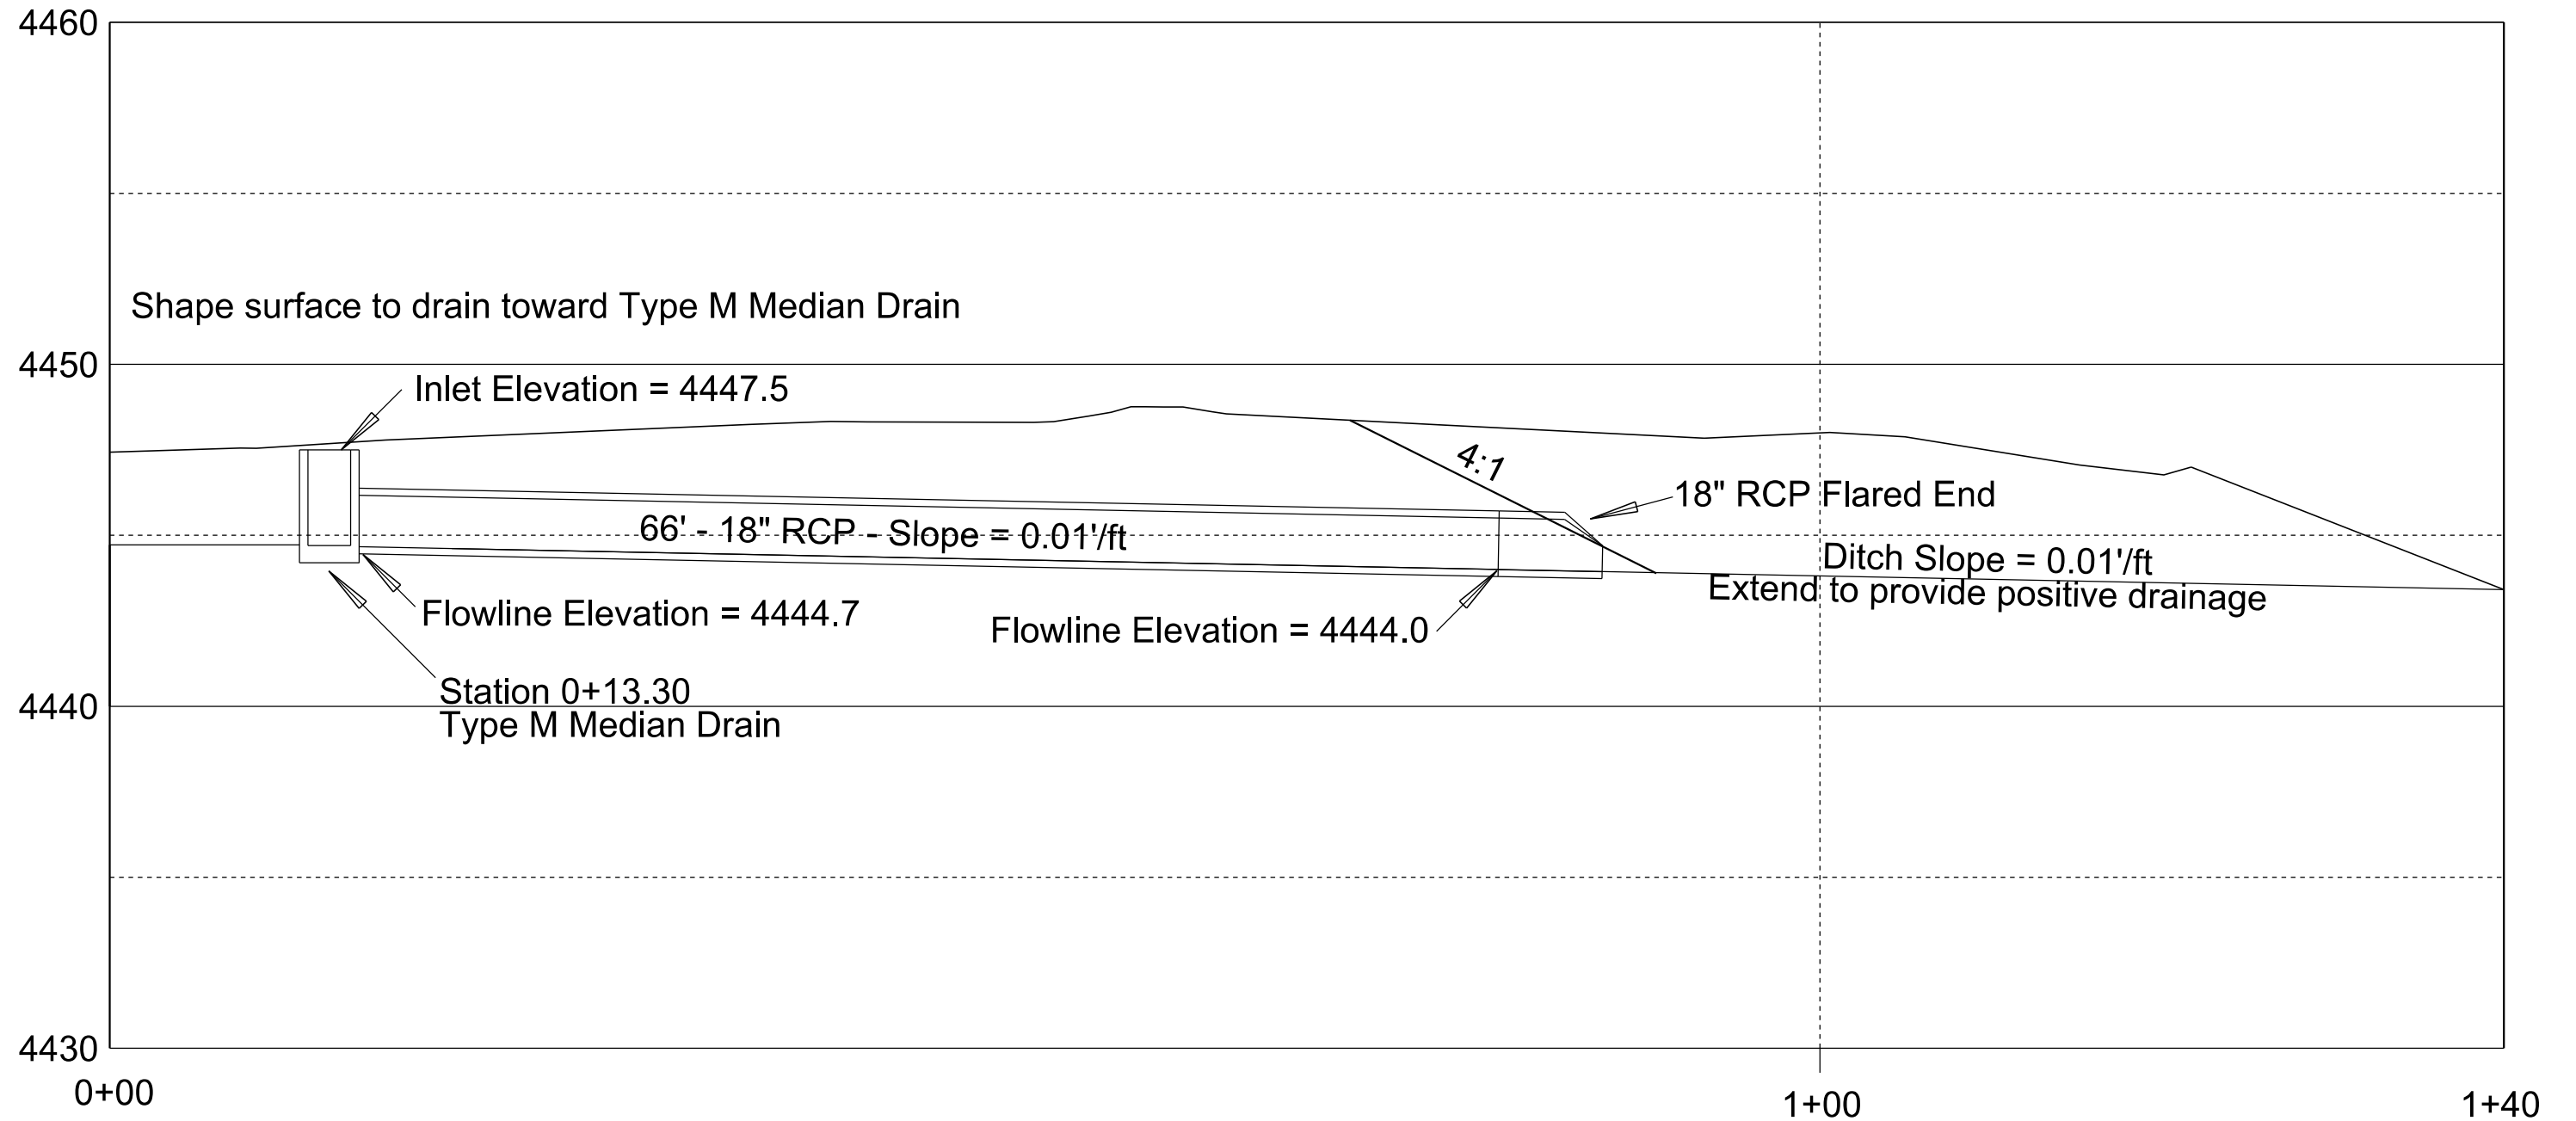 4460
Shape surface to drain toward Type M Median Drain
4450
Inlet Elevation = 4447.5
4:1
18" RCP Flared End
66' - 18" RCP - Slope = 0.01'/ft
Ditch Slope = 0.01'/ft
Extend to provide positive drainage
Flowline Elevation = 4444.7
Flowline Elevation = 4444.0
Station 0+13.30
Type M Median Drain
4440
4430
0+00
1+00
1+40